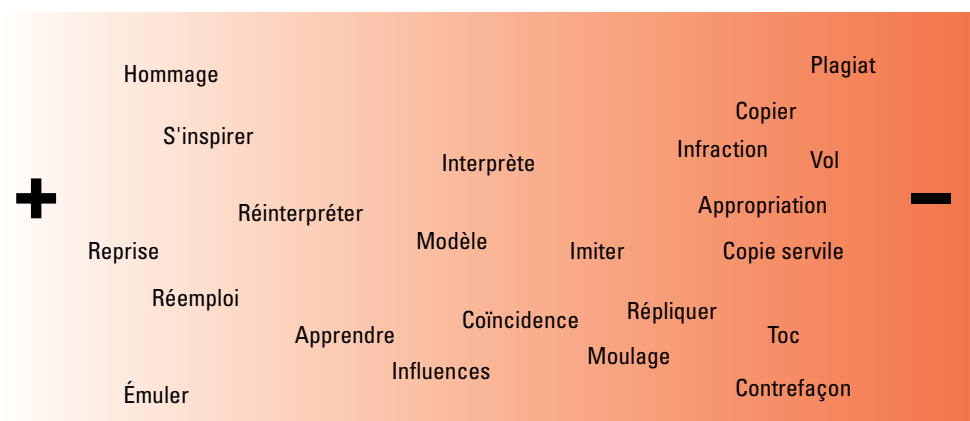 Plagiat
Hommage
Copier
S'inspirer
Infraction
Vol
Interprète
+
−
Appropriation
Réinterpréter
Modèle
Reprise
Imiter
Copie servile
Réemploi
Répliquer
Coïncidence
Apprendre
Toc
Moulage
Influences
Contrefaçon
Émuler